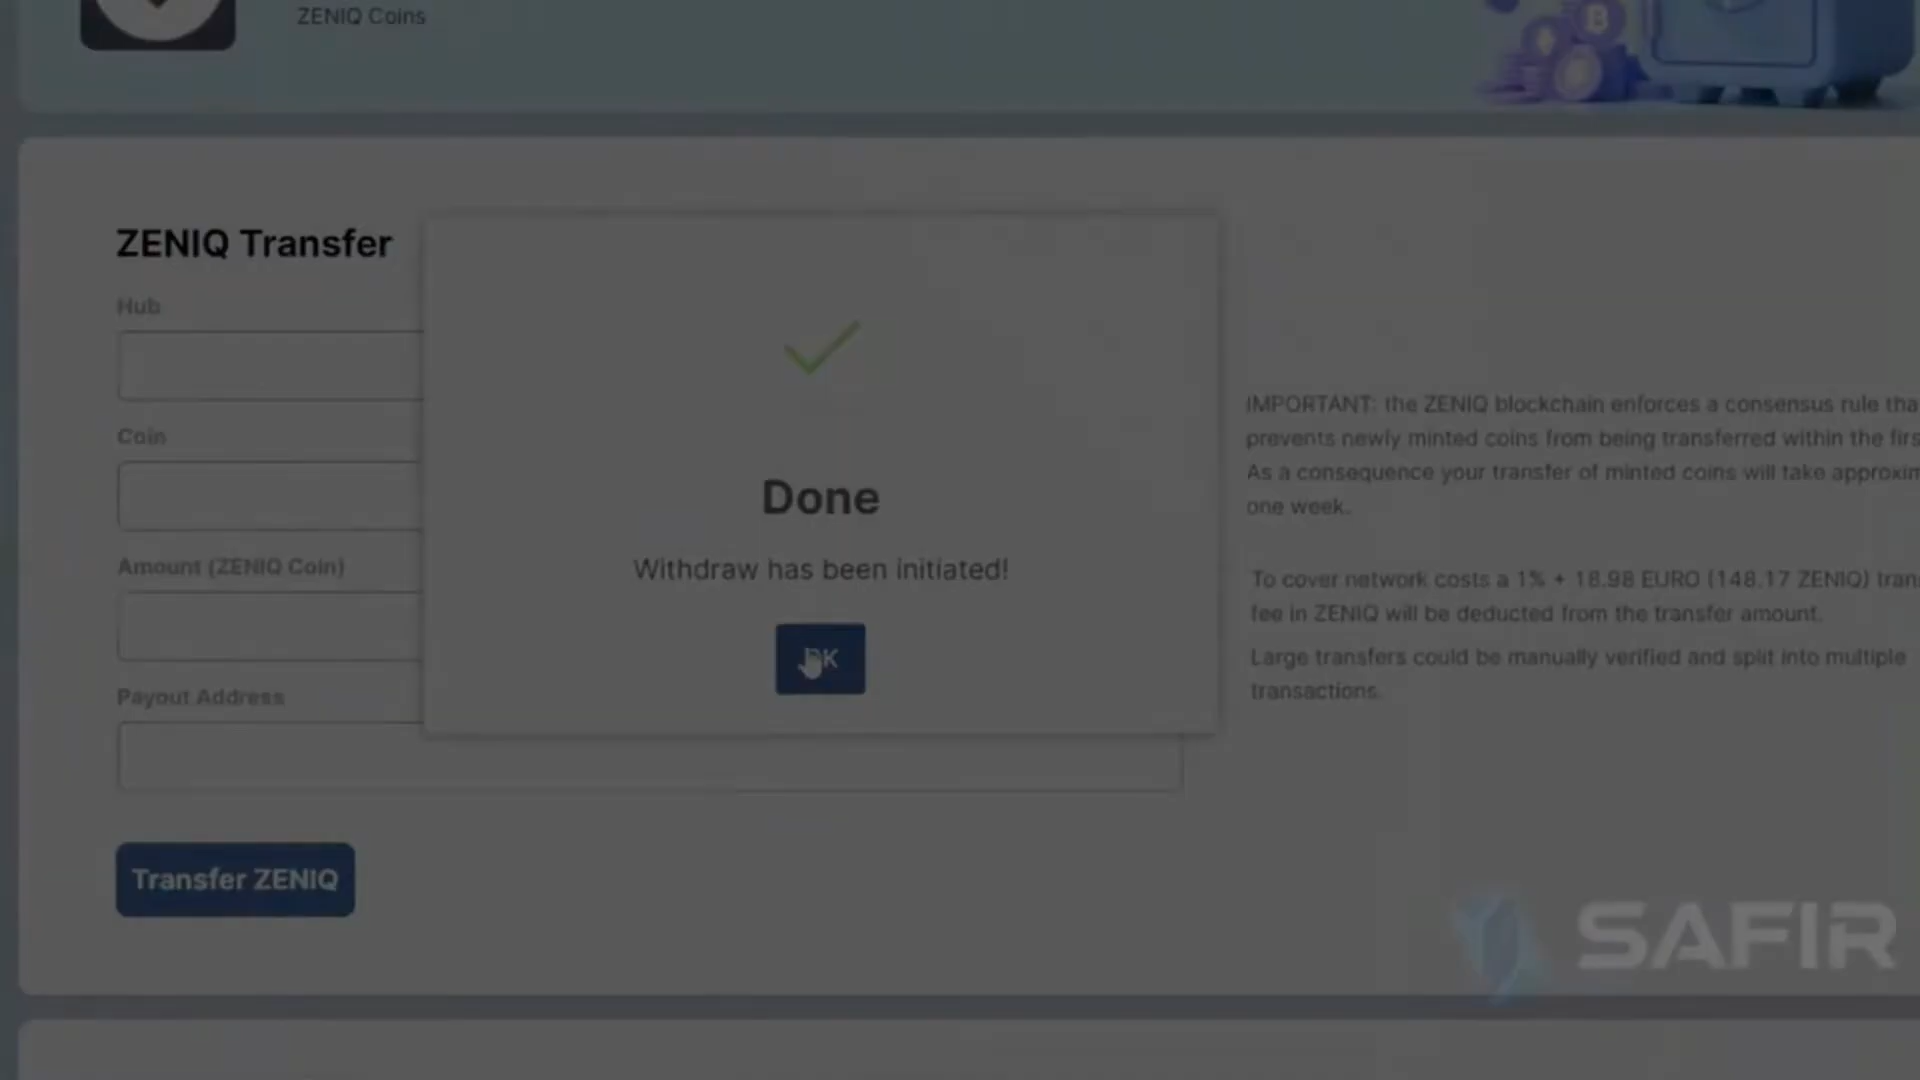 ZENIQ Coins
ZENIQ Transfer
Hub
Coin
Amount (ZENIQ Coin)
Payout Address
Transfer ZENIQ
Done
Withdraw has been initiated!
OK
IMPORTANT: the ZENIQ blockchain enforces a consensus rule tha
prevents newly minted coins from being transferred within the firs
As a consequence your transfer of minted coins will take approxim
one week.
To cover network costs a 1% + 18.98 EURO (148.17 ZENIQ) tran
fee in ZENIQ will be deducted from the transfer amount.
Large transfers could be manually verified and split into multiple
transactions.
SAFIR